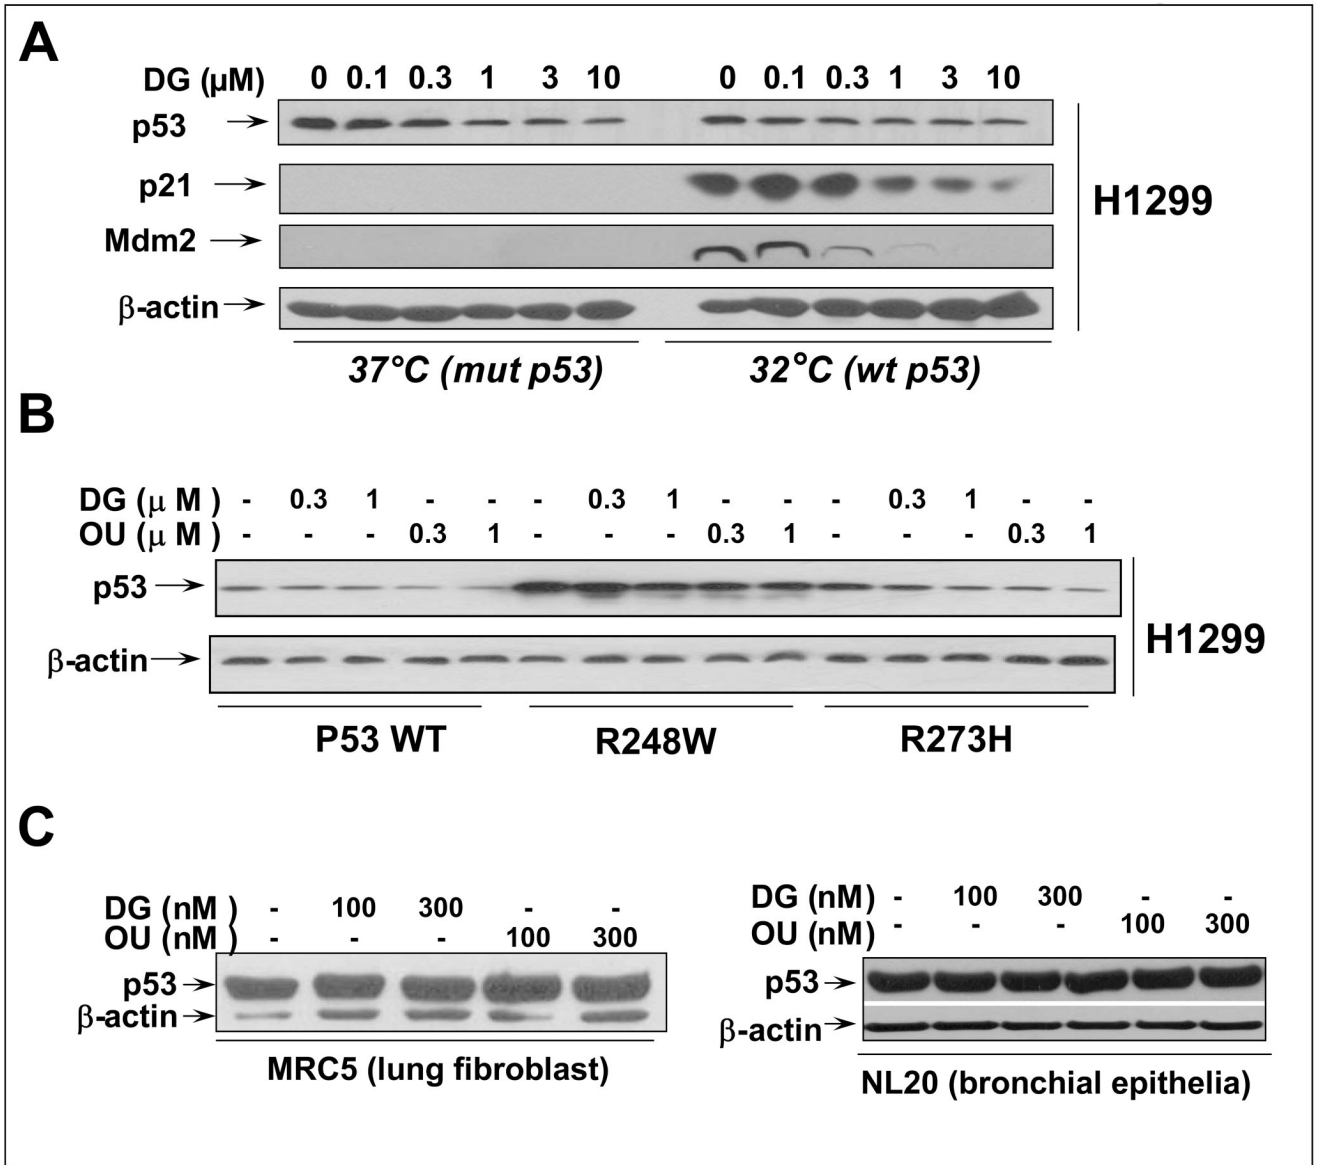 A
DG (µM) 0 0.1 0.3 1 3 10 0 0.1 0.3 1 3 10
p53
p21
Mdm2
β-actin
H1299
37°C (mut p53) 32°C (wt p53)
B
DG (µ M ) - 0.3 1 - - - 0.3 1 - - - 0.3 1 - -
OU (µ M ) - - - 0.3 1 - - - 0.3 1 - - - 0.3 1
p53
β-actin
H1299
P53 WT R248W R273H
C
DG (nM ) - 100 300 - -
OU (nM ) - - - 100 300
p53
β-actin
MRC5 (lung fibroblast)
DG (nM) - 100 300 - -
OU (nM) - - - 100 300
p53
β-actin
NL20 (bronchial epithelia)